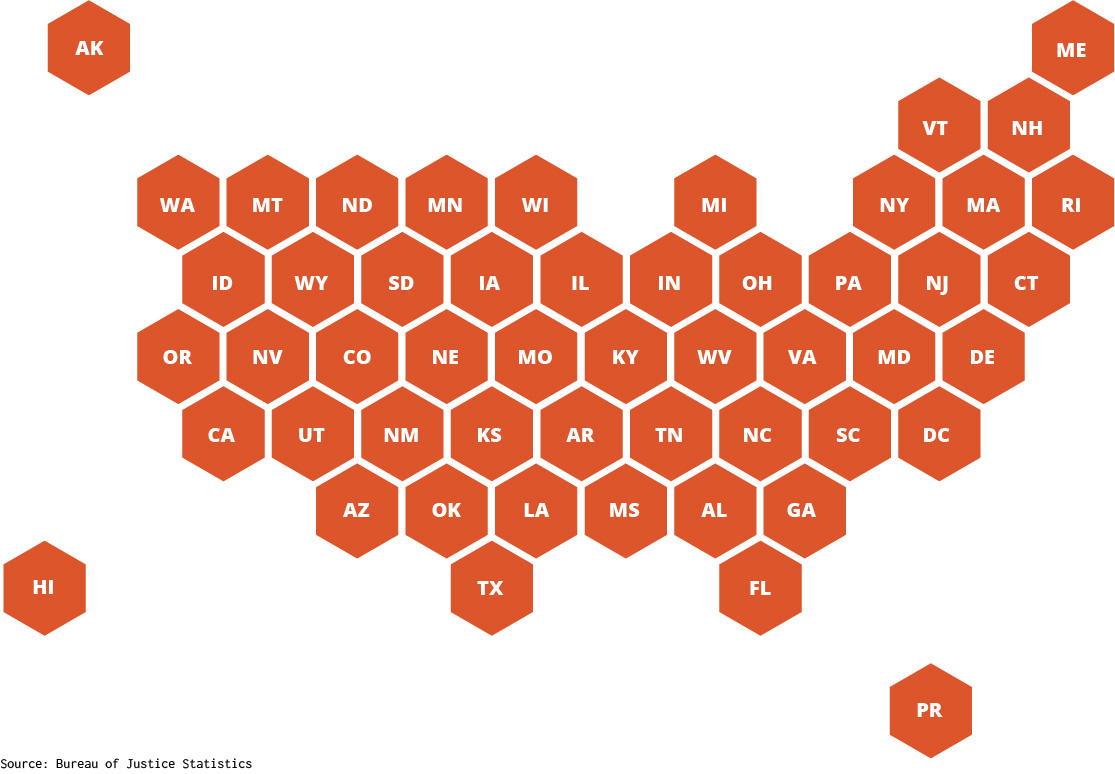 AK ME
VT NH
WA MT ND MN WI MI NY MA RI
ID WY SD IA IL IN OH PA NJ CT
OR NV CO NE MO KY WV VA MD DE
CA UT NM KS AR TN NC SC DC
AZ OK LA MS AL GA
HI TX FL
PR
Source: Bureau of Justice Statistics